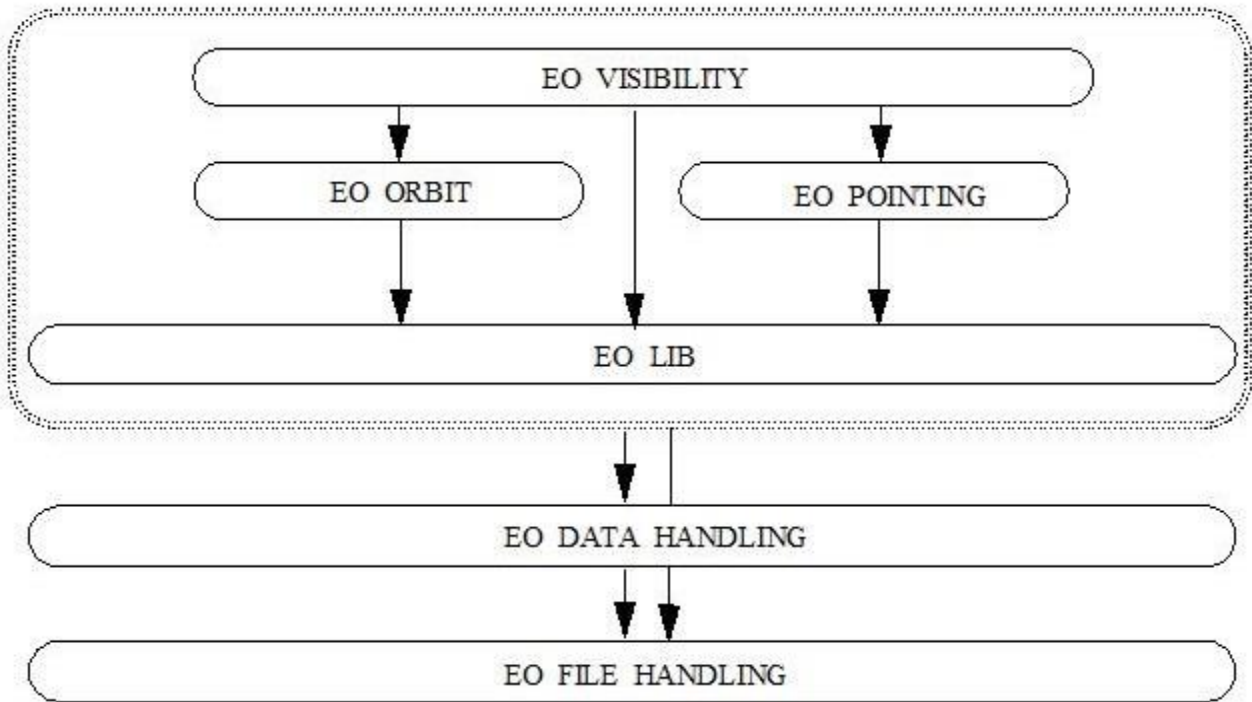 EO VISIBILITY
EO ORBIT
EO POINTING
EO LIB
EO DATA HANDLING
EO FILE HANDLING